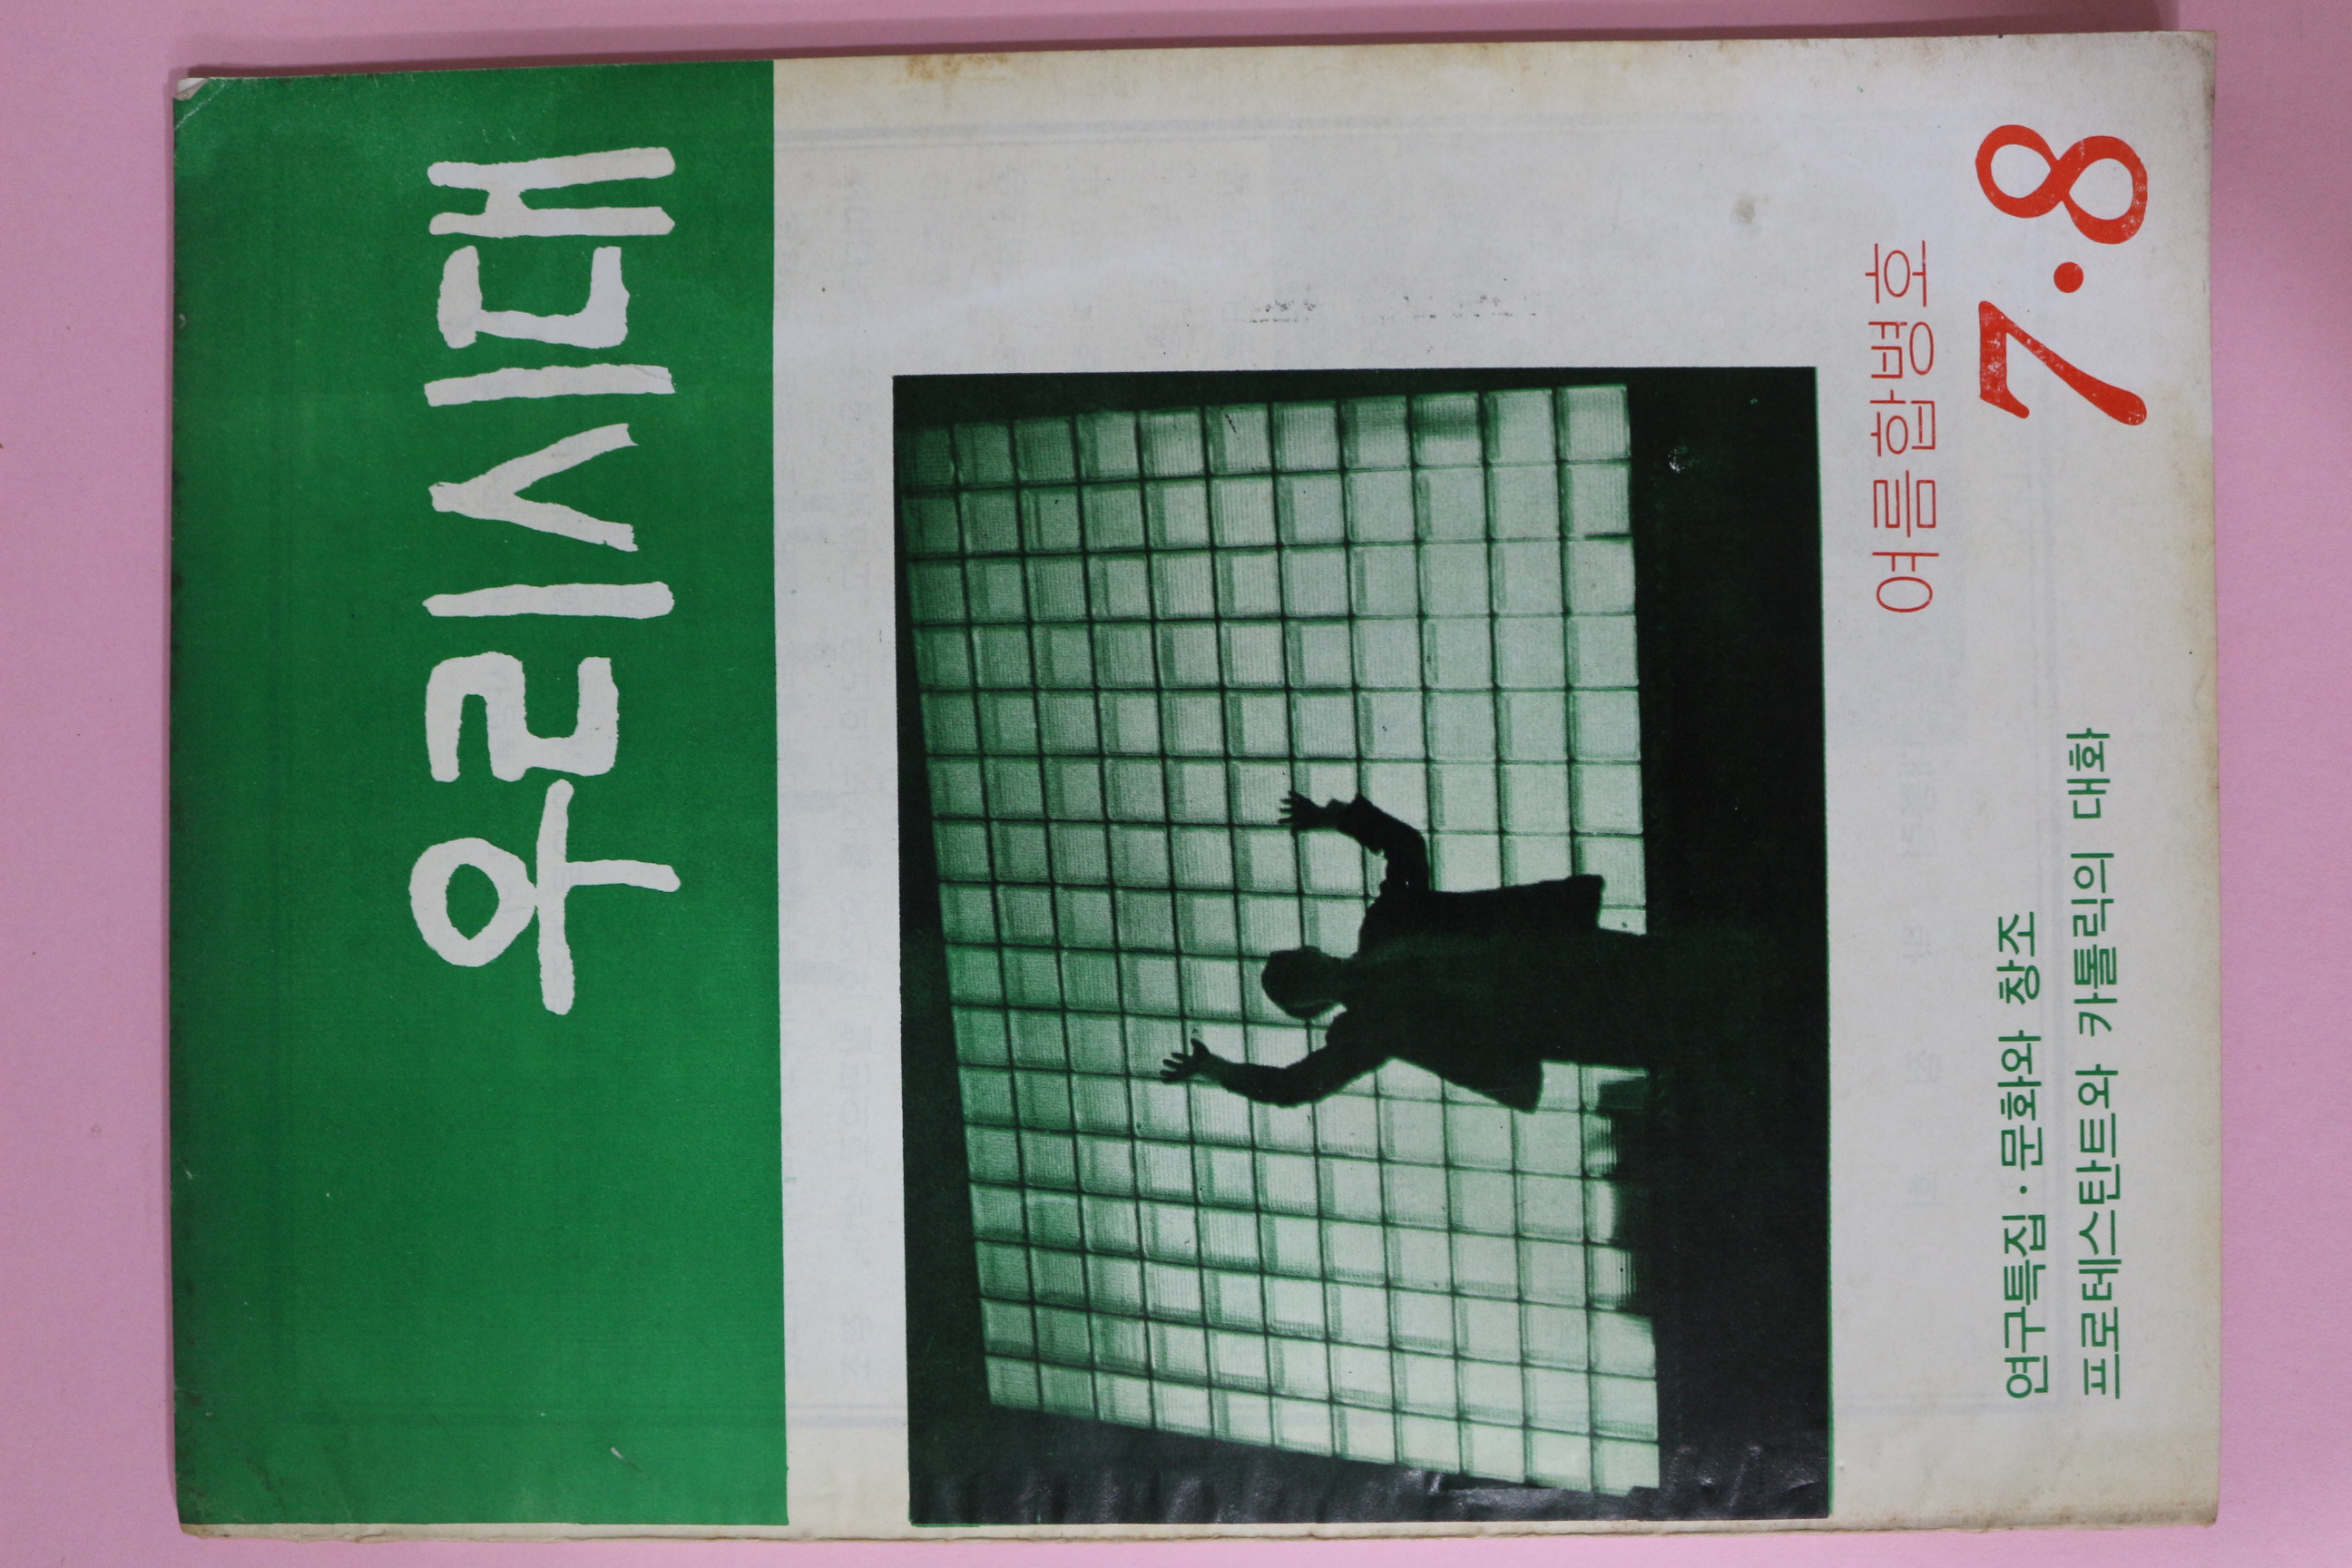 우리시대
여름합병호
7·8
연구특집·문화와 창조
프로테스탄트와 카톨릭의 대화